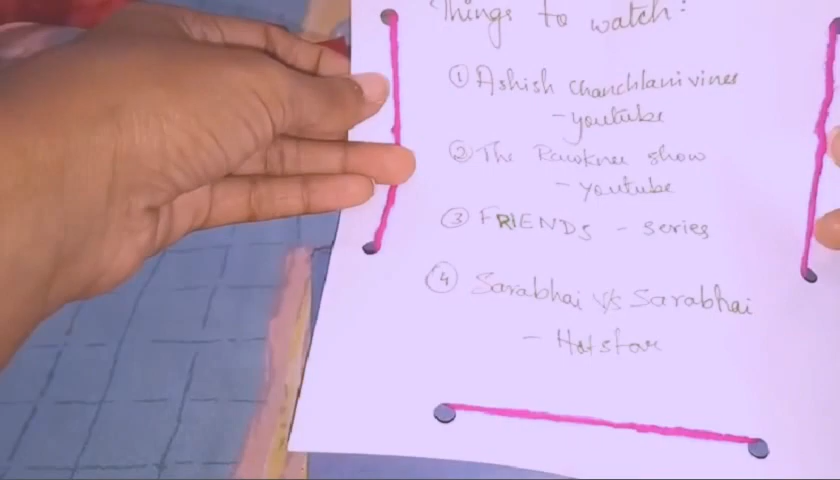 Things to watch:
① Ashish chanchlani vines
- youtube
② The Rawknee show
- youtube
③ FRIENDS - series
④ Sarabhai v/s Sarabhai
- Hotstar